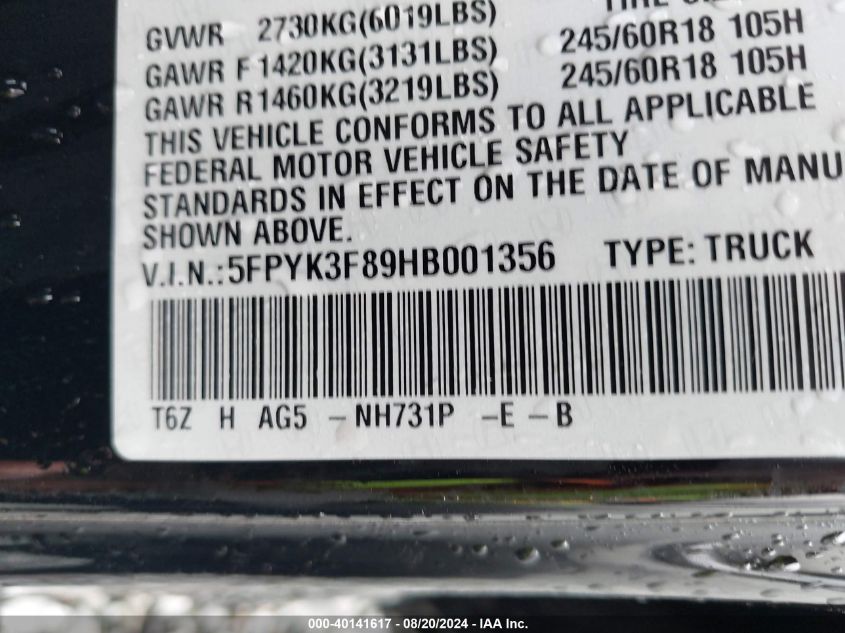 GVWR 2730KG(6019LBS)
GAWR F1420KG(3131LBS) 245/60R18 105H
GAWR R1460KG(3219LBS) 245/60R18 105H
THIS VEHICLE CONFORMS TO ALL APPLICABLE
FEDERAL MOTOR VEHICLE SAFETY
STANDARDS IN EFFECT ON THE DATE OF MANU
SHOWN ABOVE.
V.I.N.:5FPYK3F89HB001356 TYPE: TRUCK
T6Z H AG5 - NH731P - E - B
000-40141617 - 08/20/2024 - IAA Inc.